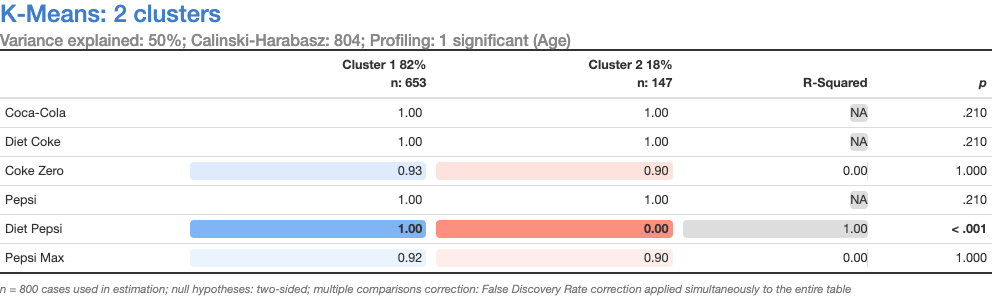 K-Means: 2 clusters
Variance explained: 50%; Calinski-Harabasz: 804; Profiling: 1 significant (Age)
Cluster 1 82% Cluster 2 18%
n: 653 n: 147 R-Squared p
Coca-Cola 1.00 1.00 NA .210
Diet Coke 1.00 1.00 NA .210
Coke Zero 0.93 0.90 0.00 1.000
Pepsi 1.00 1.00 NA .210
Diet Pepsi 1.00 0.00 1.00 < .001
Pepsi Max 0.92 0.90 0.00 1.000
n = 800 cases used in estimation; null hypotheses: two-sided; multiple comparisons correction: False Discovery Rate correction applied simultaneously to the entire table